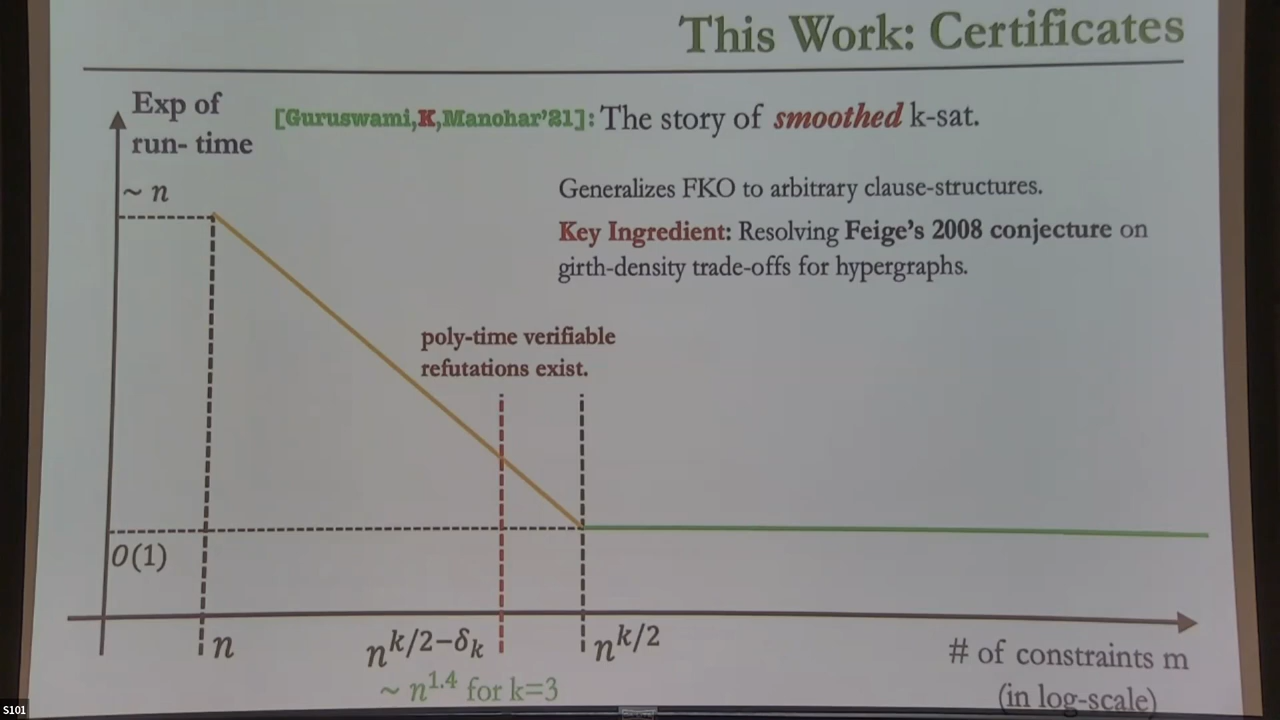 This Work: Certificates
Exp of
run- time
[Guruswami,K,Manohar'21]: The story of smoothed k-sat.
~ n
Generalizes FKO to arbitrary clause-structures.
Key Ingredient: Resolving Feige's 2008 conjecture on
girth-density trade-offs for hypergraphs.
poly-time verifiable
refutations exist.
O(1)
n
n^{k/2-δ_k}
n^{k/2}
~ n^{1.4} for k=3
# of constraints m
(in log-scale)
S101